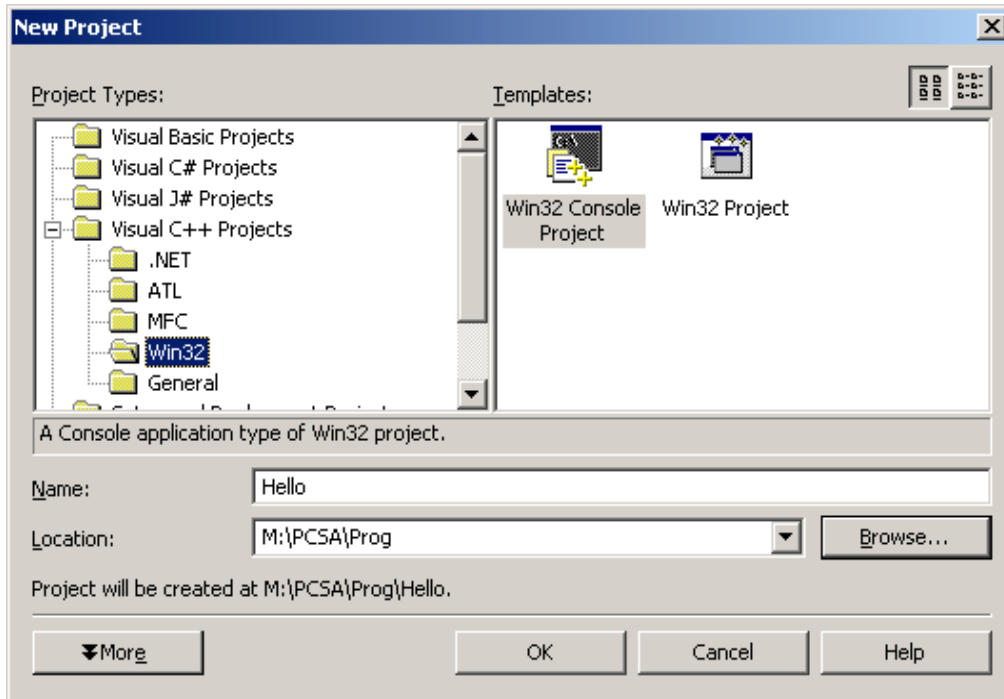 New Project
Project Types:
Templates:
Visual Basic Projects
Visual C# Projects
Visual J# Projects
Visual C++ Projects
.NET
ATL
MFC
Win32
General
Win32 Console
Project
Win32 Project
A Console application type of Win32 project.
Name:
Hello
Location:
M:\PCSA\Prog
Browse...
Project will be created at M:\PCSA\Prog\Hello.
More
OK
Cancel
Help